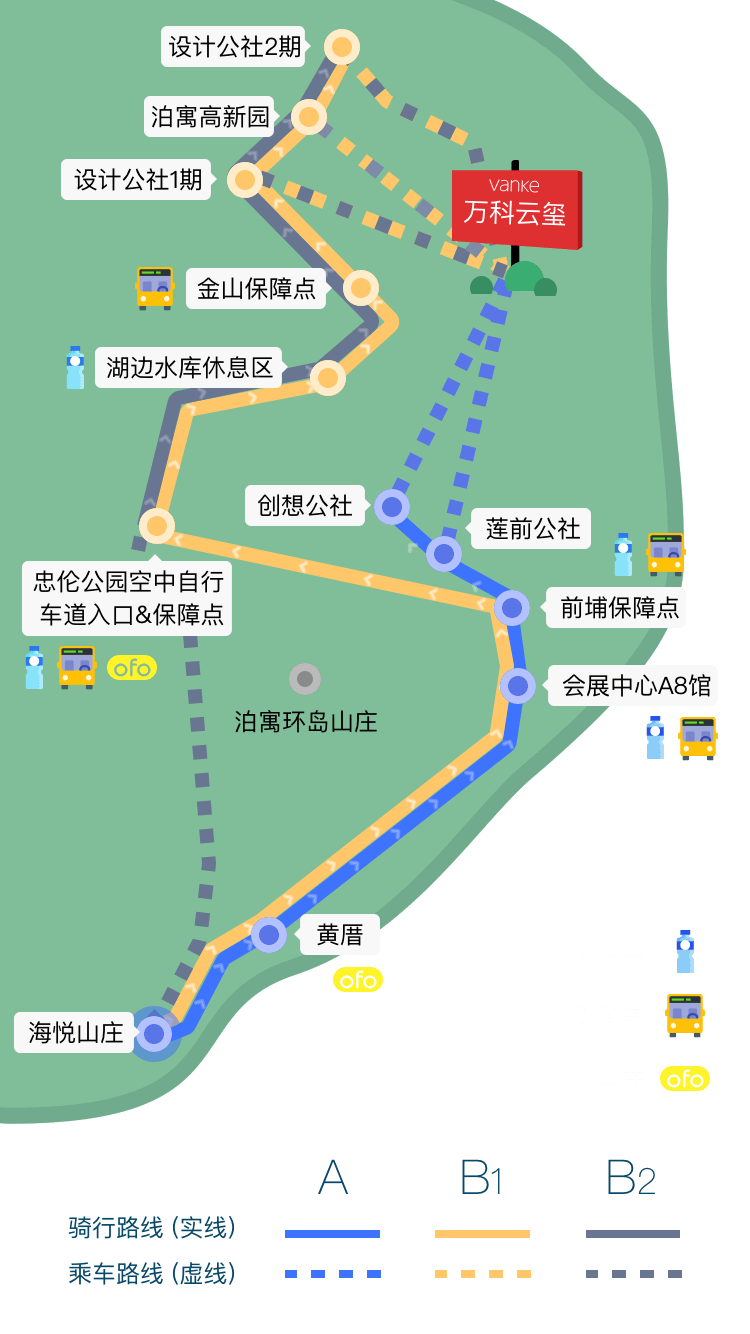 设计公社2期
泊寓高新园
设计公社1期
vanke
万科云玺
金山保障点
湖边水库休息区
创想公社
莲前公社
忠伦公园空中自行
车道入口&保障点
ofo
前埔保障点
会展中心A8馆
泊寓环岛山庄
黄厝
ofo
海悦山庄
ofo
A
B1
B2
骑行路线 (实线)
乘车路线 (虚线)